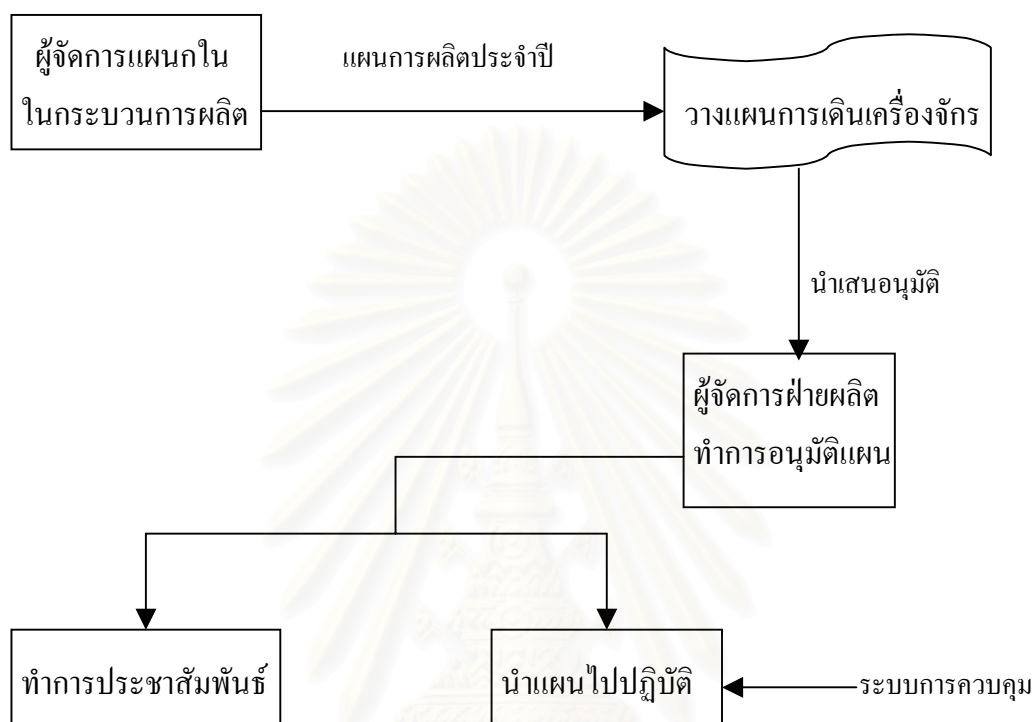 ผู้จัดการแผนกใน
ในกระบวนการผลิต
แผนการผลิตประจำปี
วางแผนการเดินเครื่องจักร
นำเสนอนุมัติ
ผู้จัดการฝ่ายผลิต
ทำการอนุมัติแผน
ทำการประชาสัมพันธ์
นำแผนไปปฏิบัติ
ระบบการควบคุม